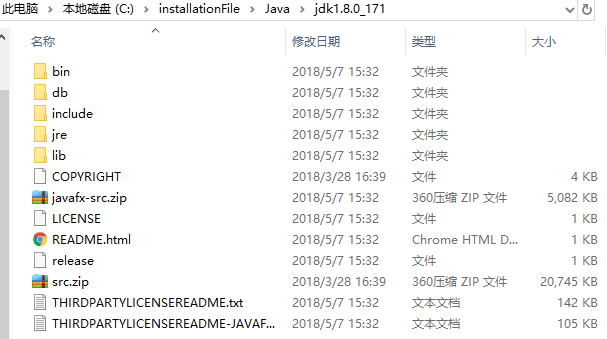 此电脑 › 本地磁盘 (C:) › installationFile › Java › jdk1.8.0_171
名称 修改日期 类型 大小
bin 2018/5/7 15:32 文件夹
db 2018/5/7 15:32 文件夹
include 2018/5/7 15:32 文件夹
jre 2018/5/7 15:32 文件夹
lib 2018/5/7 15:32 文件夹
COPYRIGHT 2018/3/28 16:39 文件 4 KB
javafx-src.zip 2018/5/7 15:32 360压缩 ZIP 文件 5,082 KB
LICENSE 2018/5/7 15:32 文件 1 KB
README.html 2018/5/7 15:32 Chrome HTML D... 1 KB
release 2018/5/7 15:32 文件 1 KB
src.zip 2018/3/28 16:39 360压缩 ZIP 文件 20,745 KB
THIRDPARTYLICENSEREADME.txt 2018/5/7 15:32 文本文档 142 KB
THIRDPARTYLICENSEREADME-JAVAF... 2018/5/7 15:32 文本文档 105 KB